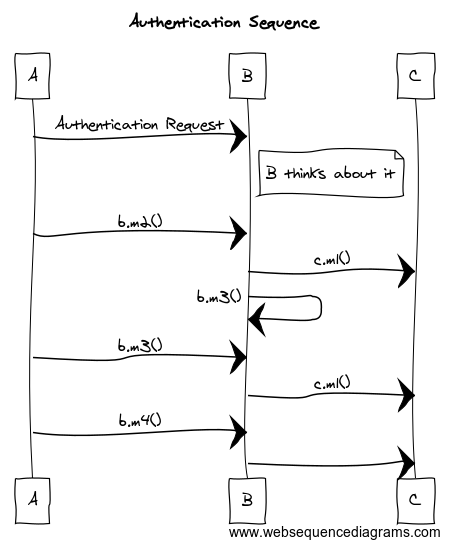 Authentication Sequence
A
B
C
Authentication Request
B thinks about it
b.m2()
c.m1()
b.m3()
b.m3()
c.m1()
b.m4()
A
B
C
www.websequencediagrams.com